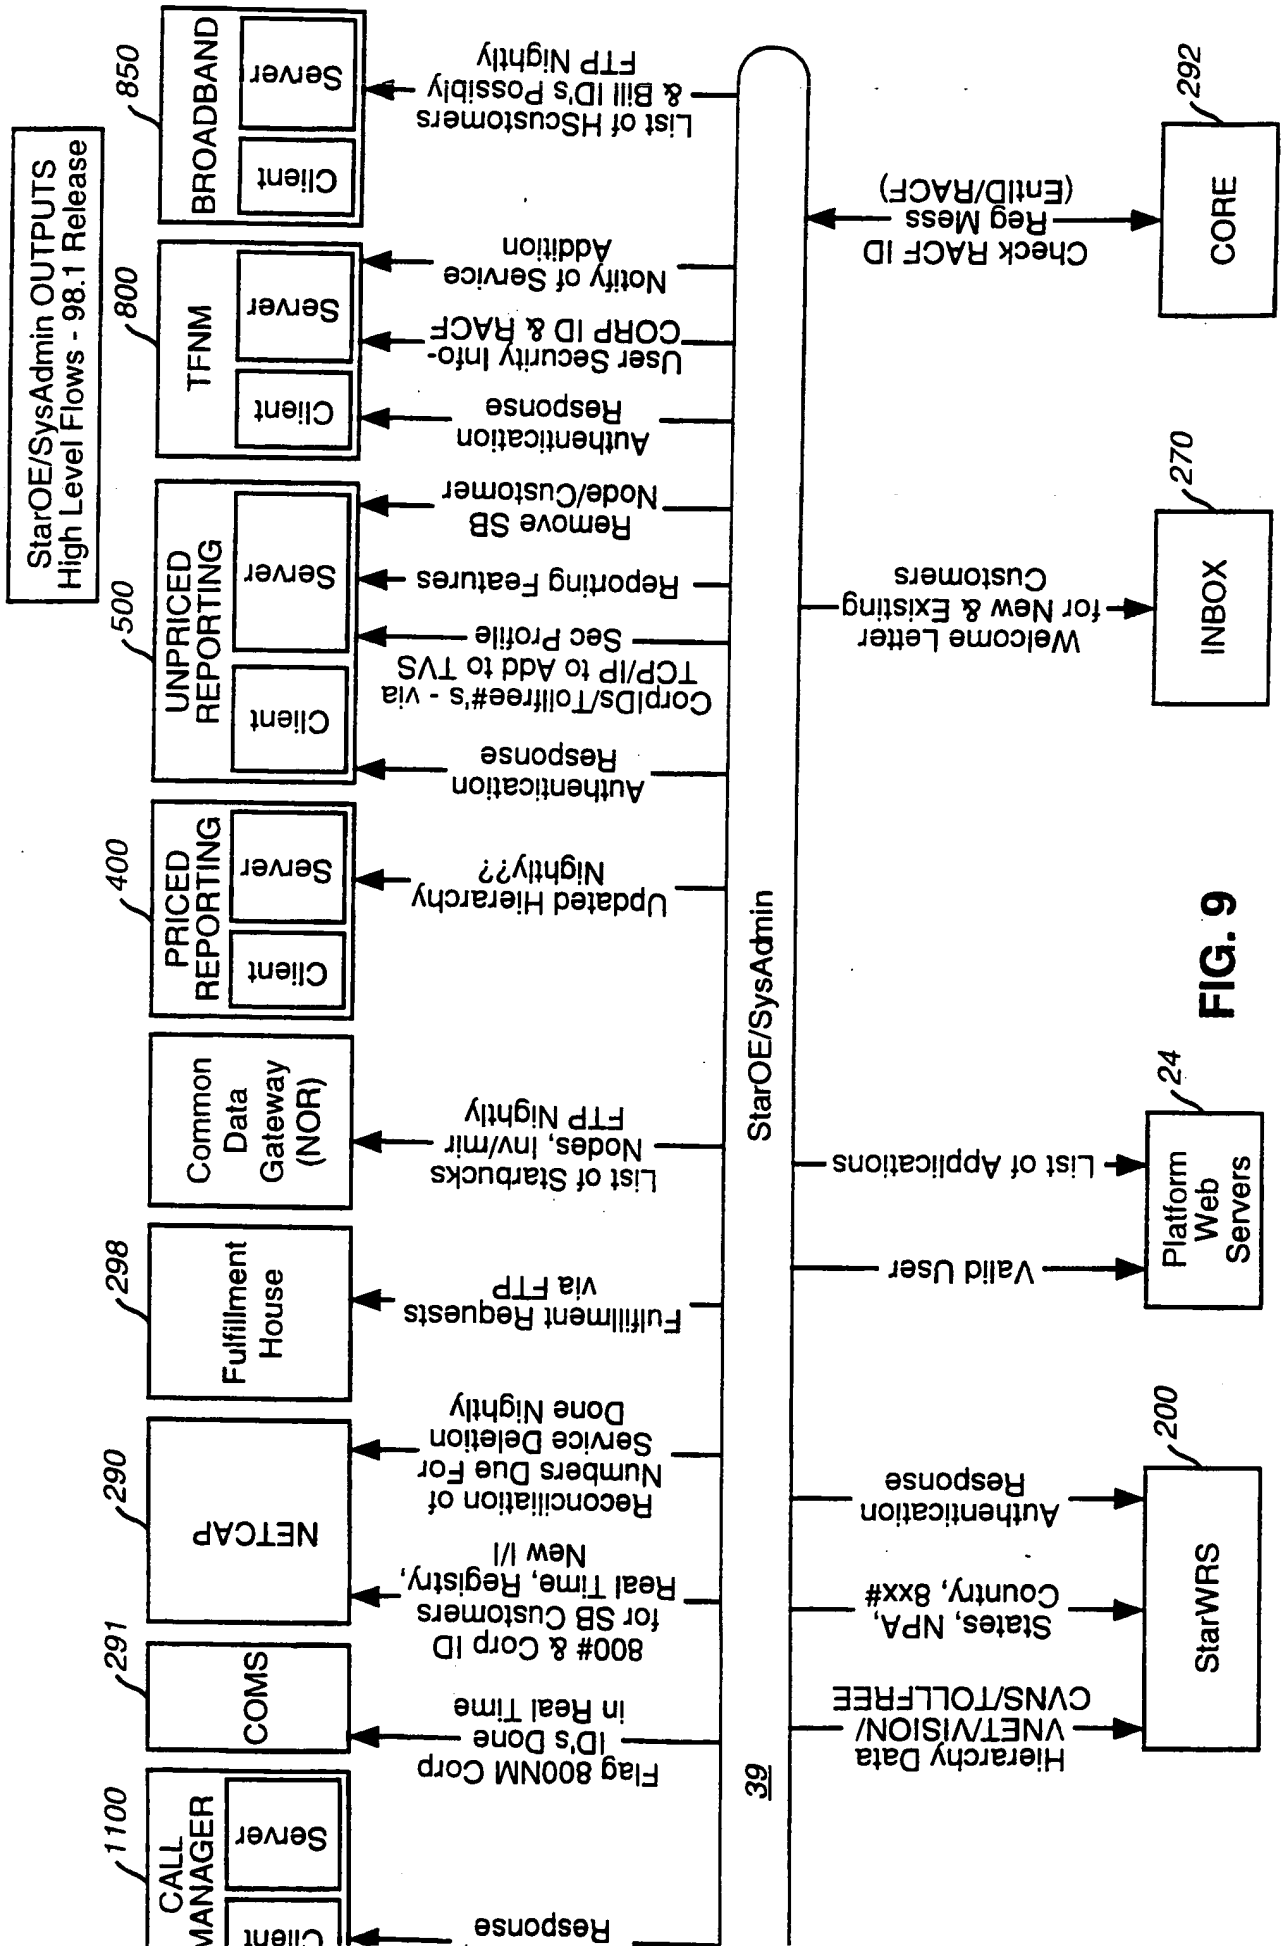 StarOE/SysAdmin OUTPUTS
High Level Flows - 98.1 Release
1100
CALL
MANAGER
Client
Server
Response
291
COMS
Flag 800NM Corp
ID's Done
in Real Time
290
NETCAP
800# & Corp ID
for SB Customers
Real Time, Registry,
New I/I
Reconciliation of
Numbers Due For
Service Deletion
Done Nightly
298
Fulfillment
House
Fulfillment Requests
via FTP
Common
Data
Gateway
(NOR)
List of Starbucks
Nodes, Inv/mir
FTP Nightly
400
PRICED
REPORTING
Client
Server
Updated Hierarchy
Nightly??
500
UNPRICED
REPORTING
Client
Server
Authentication
Response
CorpIDs/Tollfree#'s - via
TCP/IP to Add to TVS
Sec Profile
Reporting Features
Remove SB
Node/Customer
800
TFNM
Client
Server
Authentication
Response
User Security Info-
CORP ID & RACF
Notify of Service
Addition
850
BROADBAND
Client
Server
List of HScustomers
& Bill ID's Possibly
FTP Nightly
39
StarOE/SysAdmin
Hierarchy Data
VNET/VISION/
CVNS/TOLLFREE
States, NPA,
Country, 8xx#
Authentication
Response
200
StarWRS
Valid User
List of Applications
24
Platform
Web
Servers
Welcome Letter
for New & Existing
Customers
270
INBOX
Check RACF ID
Reg Mess
(EntID/RACF)
292
CORE
FIG. 9